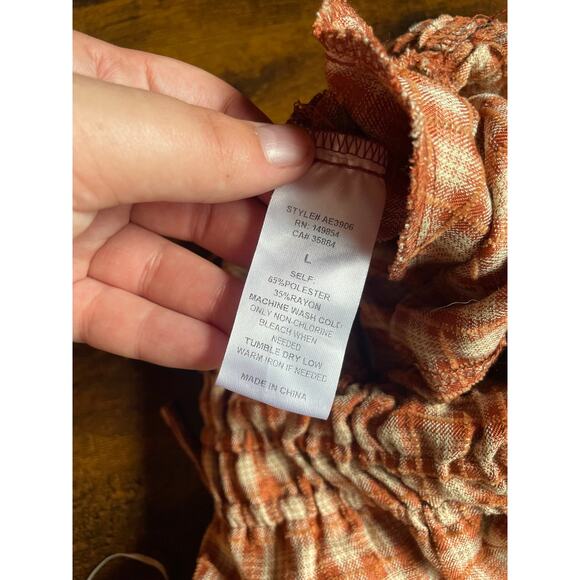 STYLE# AE3906
RN: 149854
CA# 35864
L
SELF:
65%POLESTER
35%RAYON
MACHINE WASH COLD
ONLY NON-CHLORINE
BLEACH WHEN
NEEDED
TUMBLE DRY LOW
WARM IRON IF NEEDED
MADE IN CHINA